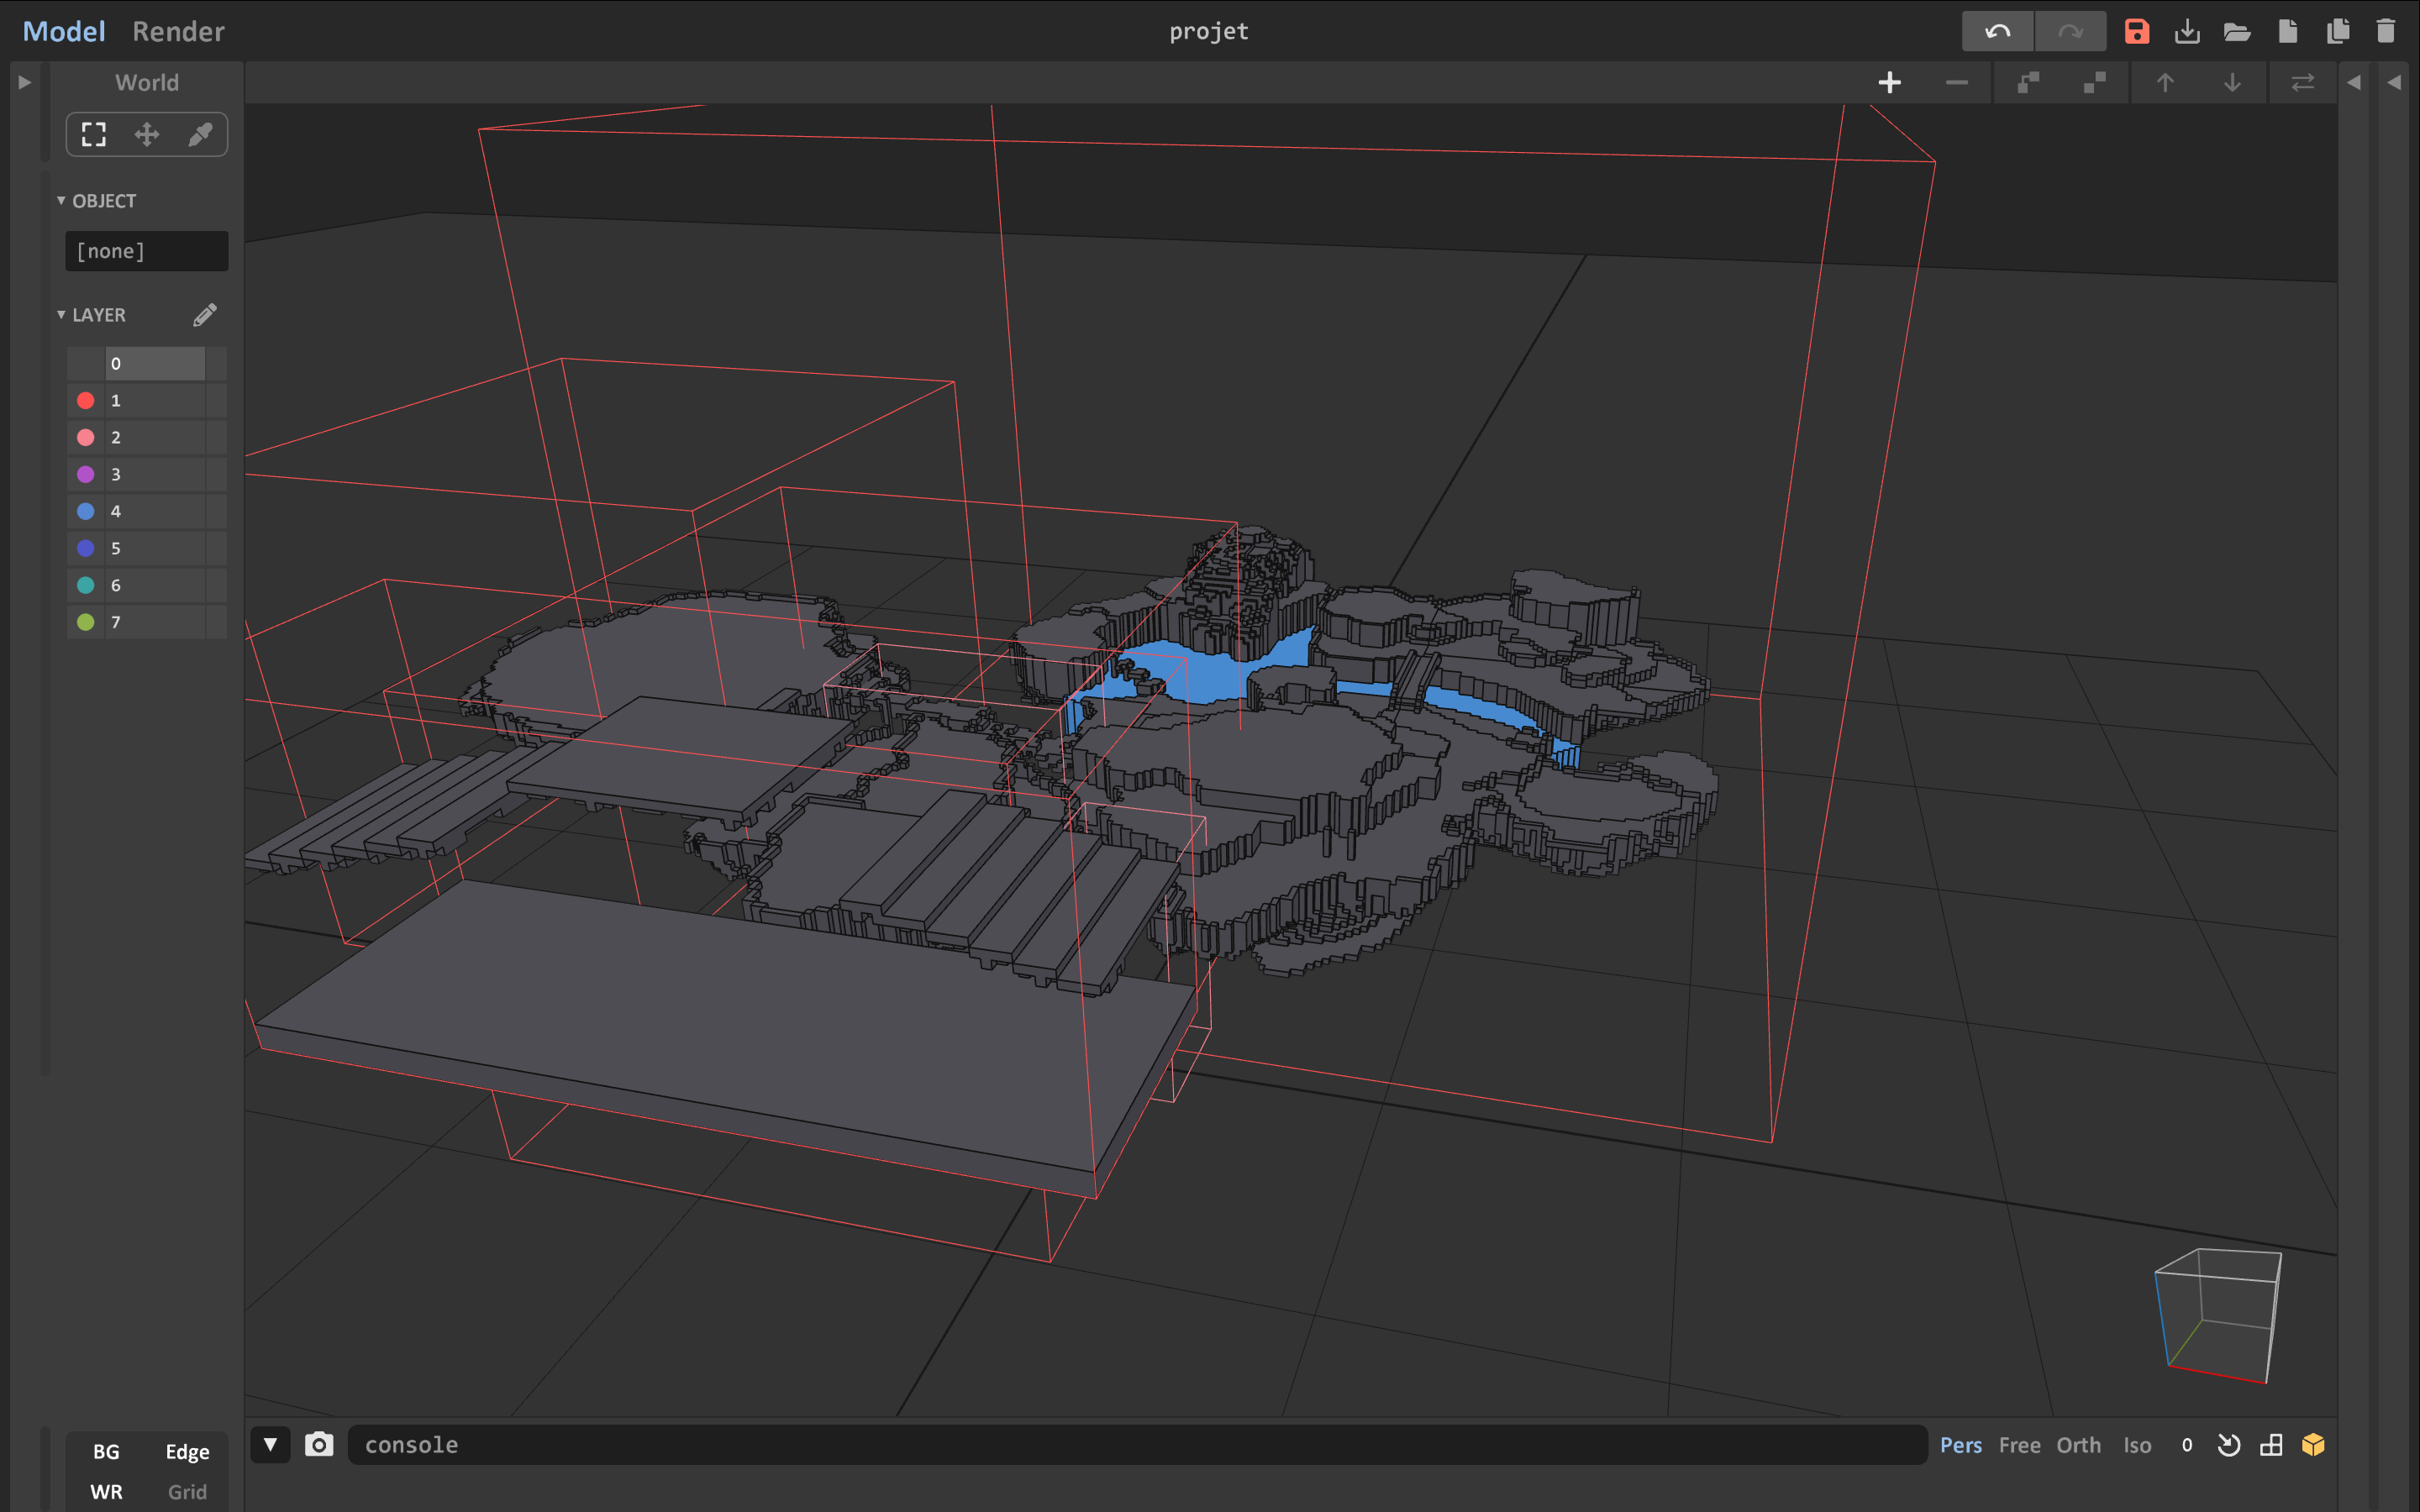 Model Render projet
World
OBJECT
[none]
LAYER
0
1
2
3
4
5
6
7
console
Pers Free Orth Iso 0
BG Edge
WR Grid